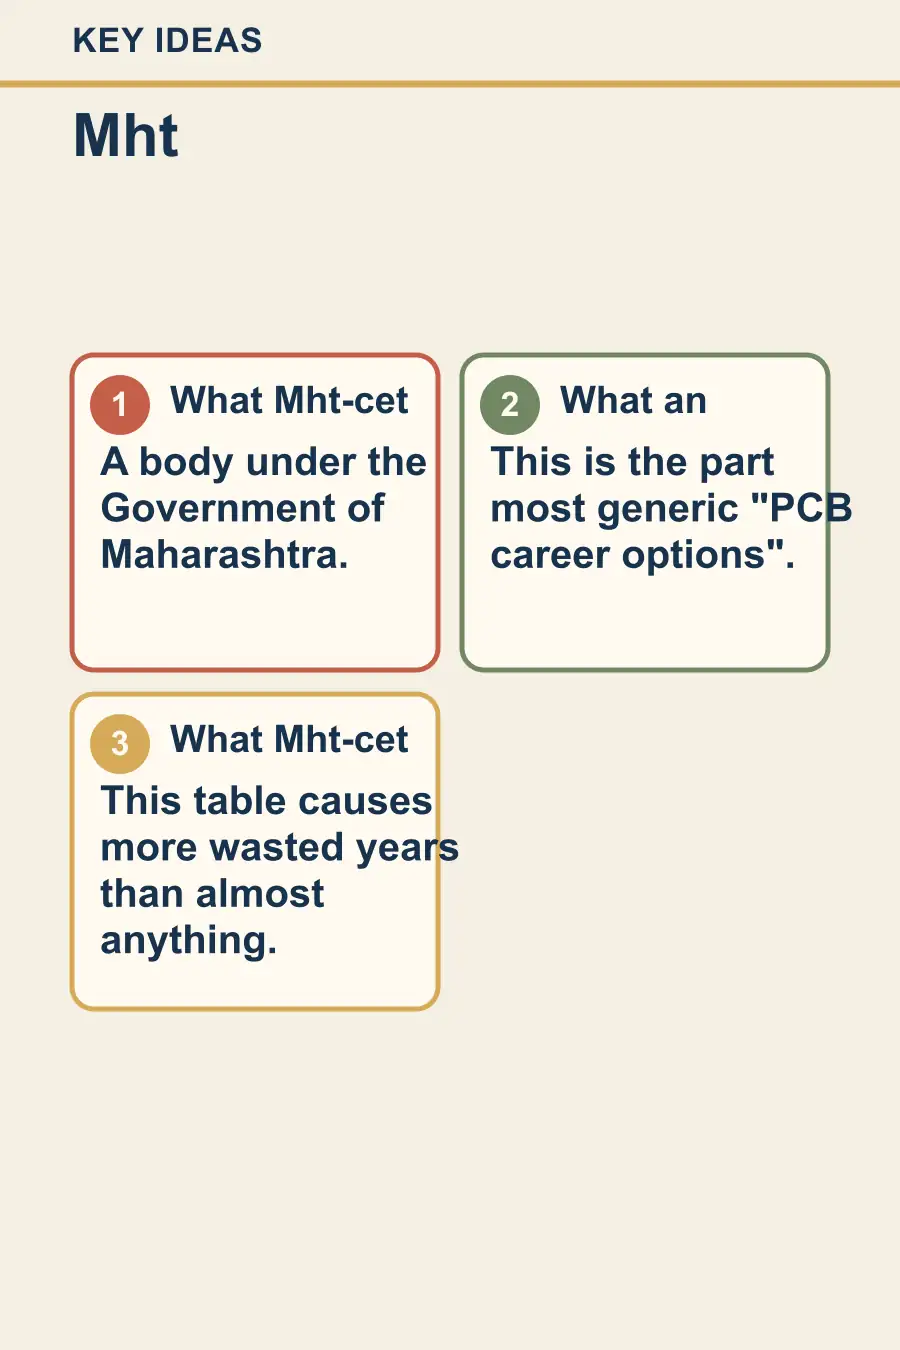 KEY IDEAS
Mht
1 What Mht-cet
A body under the
Government of
Maharashtra.
2 What an
This is the part
most generic "PCB
career options".
3 What Mht-cet
This table causes
more wasted years
than almost
anything.